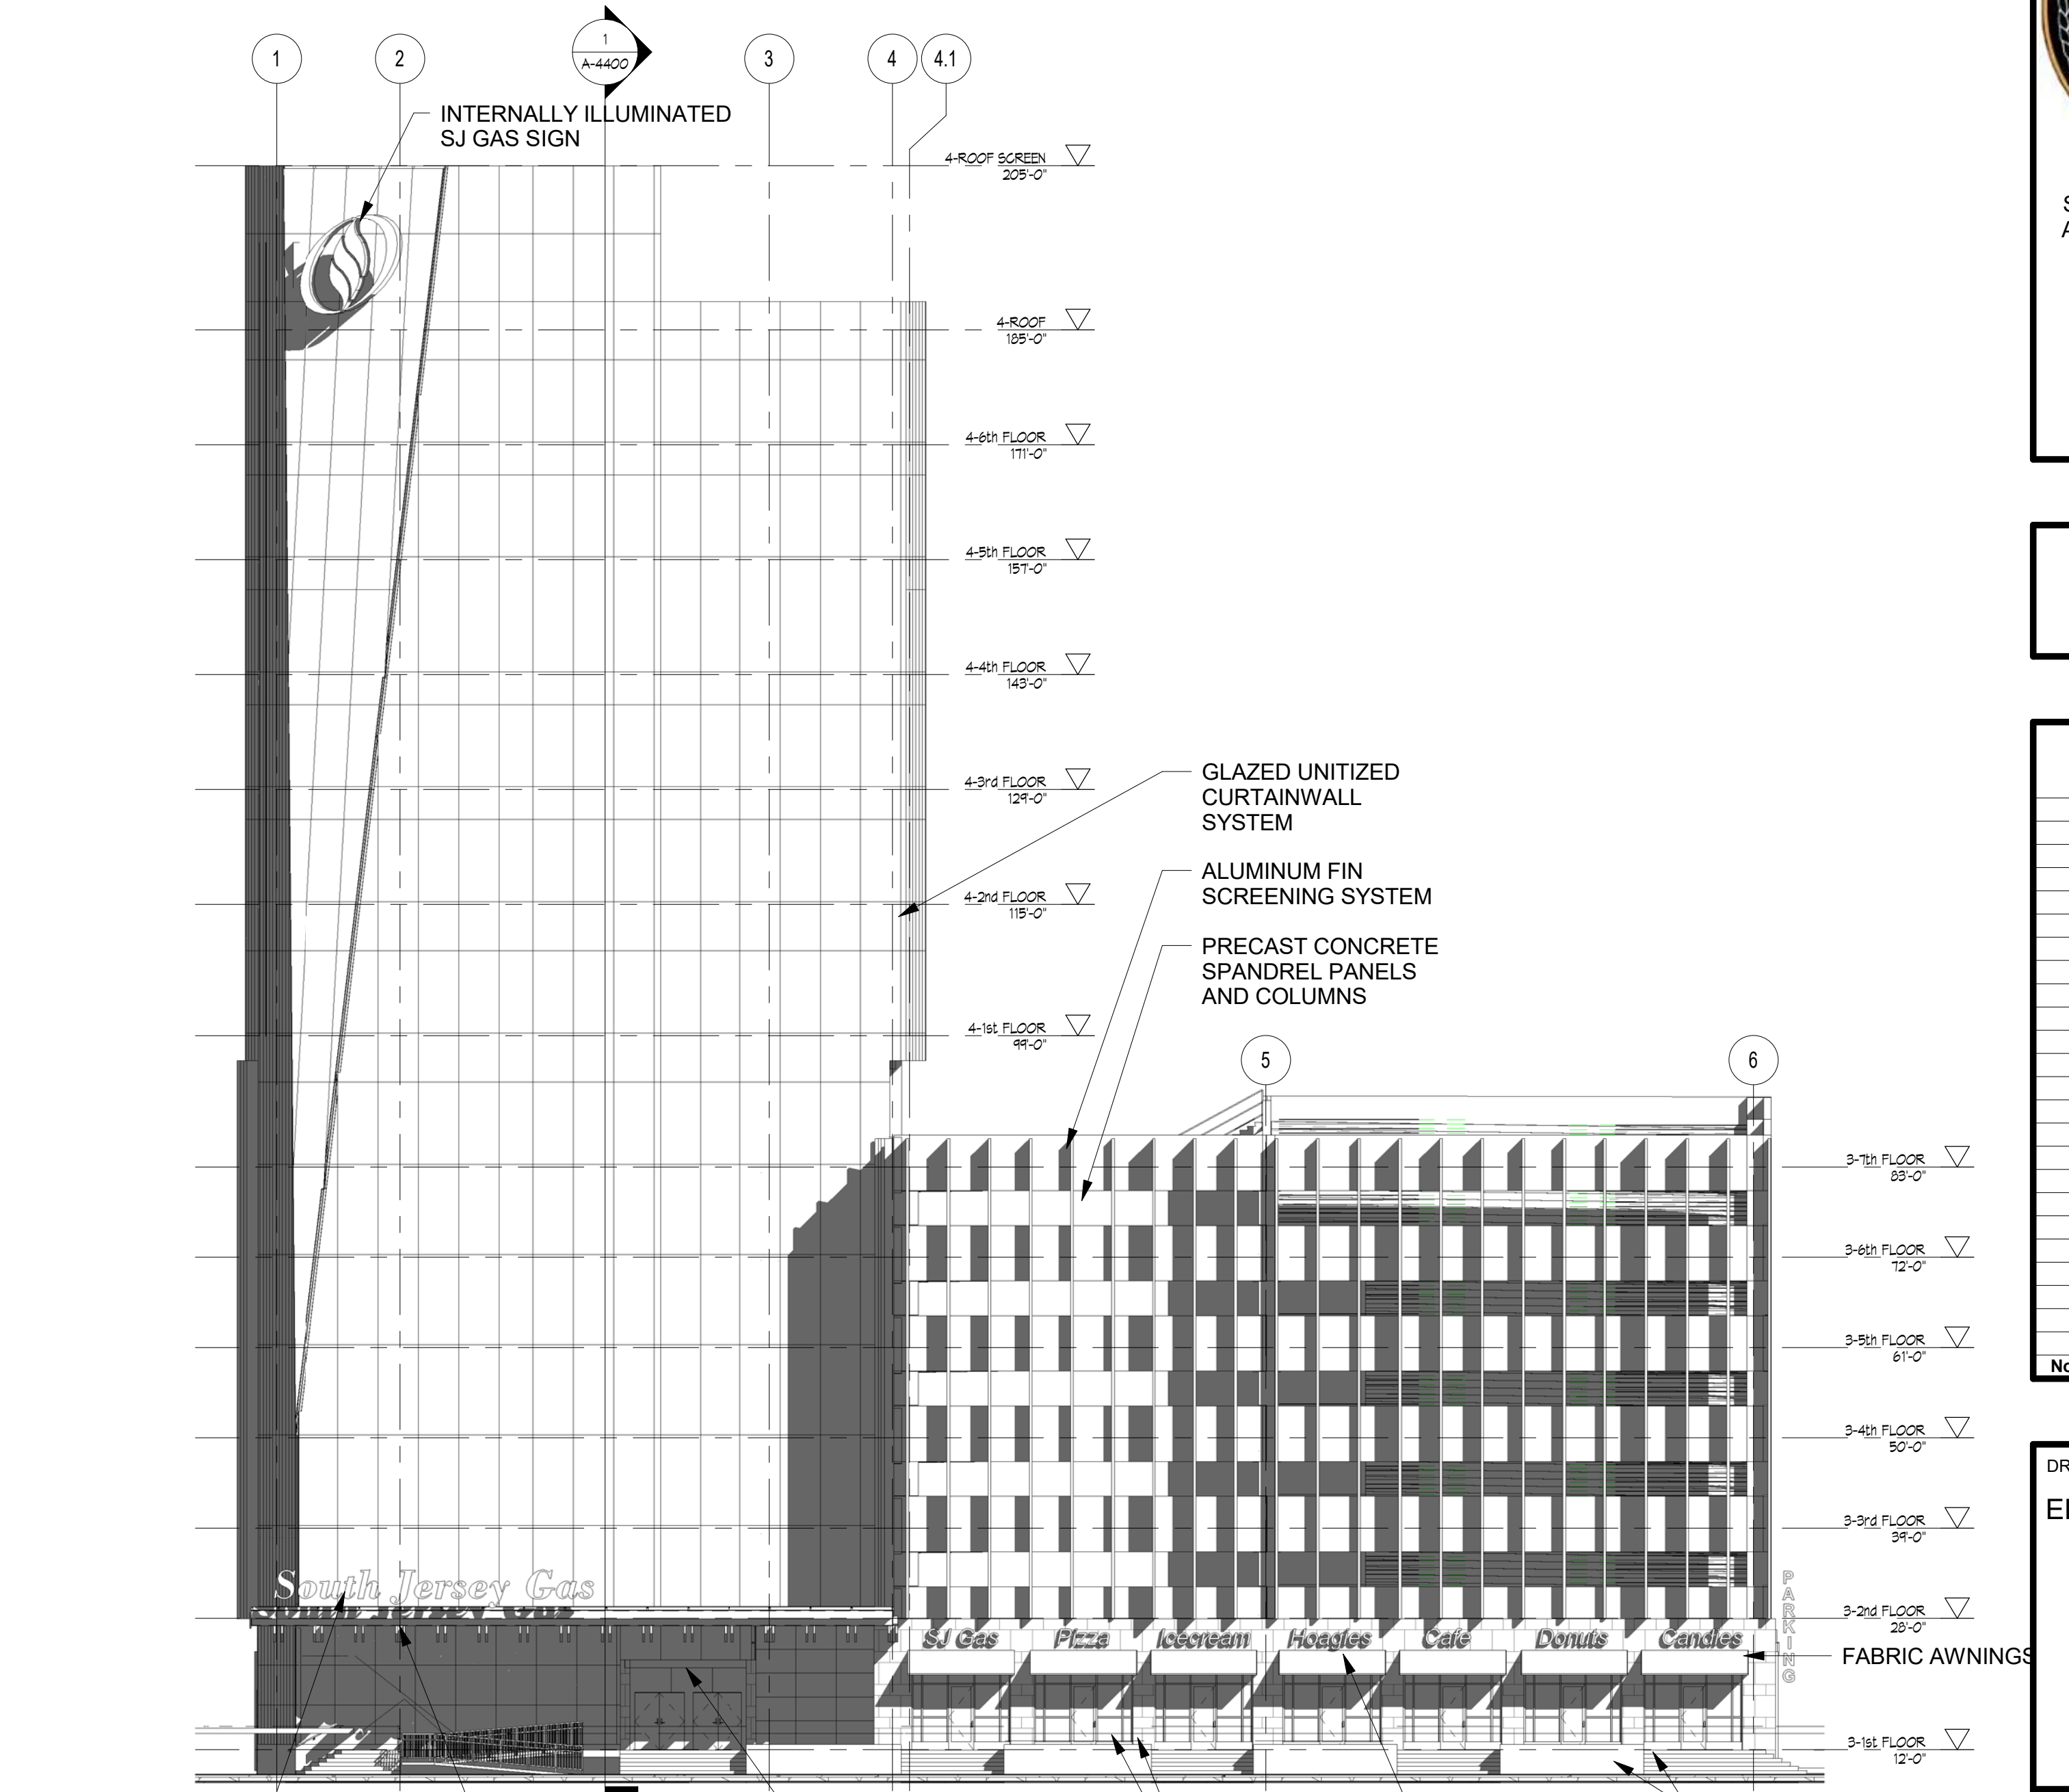 1
2
1
A-4400
3
4
4.1
INTERNALLY ILLUMINATED
SJ GAS SIGN
4-ROOF SCREEN
205'-0"
4-ROOF
185'-0"
4-6th FLOOR
171'-0"
4-5th FLOOR
157'-0"
4-4th FLOOR
143'-0"
4-3rd FLOOR
129'-0"
GLAZED UNITIZED
CURTAINWALL
SYSTEM
ALUMINUM FIN
SCREENING SYSTEM
4-2nd FLOOR
115'-0"
PRECAST CONCRETE
SPANDREL PANELS
AND COLUMNS
4-1st FLOOR
99'-0"
5
6
3-7th FLOOR
83'-0"
3-6th FLOOR
72'-0"
3-5th FLOOR
61'-0"
3-4th FLOOR
50'-0"
3-3rd FLOOR
39'-0"
South Jersey Gas
PARKING
3-2nd FLOOR
28'-0"
SJ Gas
Pizza
Icecream
Hoagies
Cafe
Donuts
Candies
FABRIC AWNINGS
3-1st FLOOR
12'-0"